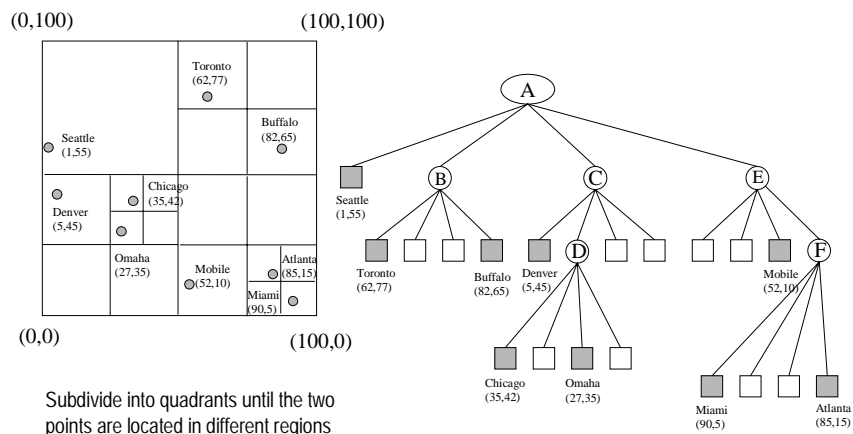 (0,100)
(100,100)
Toronto
(62,77)
Buffalo
(82,65)
Seattle
(1,55)
Chicago
(35,42)
Denver
(5,45)
Omaha
(27,35)
Mobile
(52,10)
Atlanta
(85,15)
Miami
(90,5)
(0,0)
(100,0)
A
Seattle
(1,55)
B
C
E
Toronto
(62,77)
Buffalo
(82,65)
Denver
(5,45)
D
Mobile
(52,10)
F
Chicago
(35,42)
Omaha
(27,35)
Miami
(90,5)
Atlanta
(85,15)
Subdivide into quadrants until the two
points are located in different regions